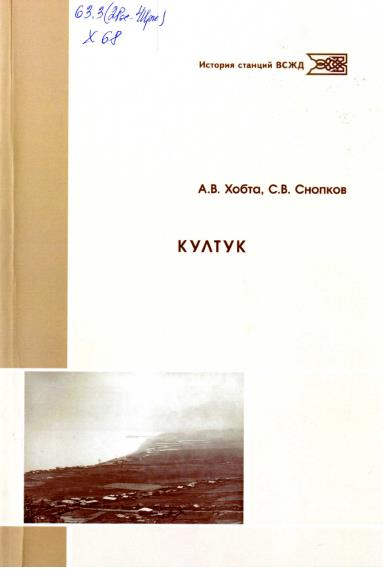 63.3(2Рос-4Ирк)
Х 68
История станций ВСЖД
А.В. Хобта, С.В. Снопков
КУЛТУК